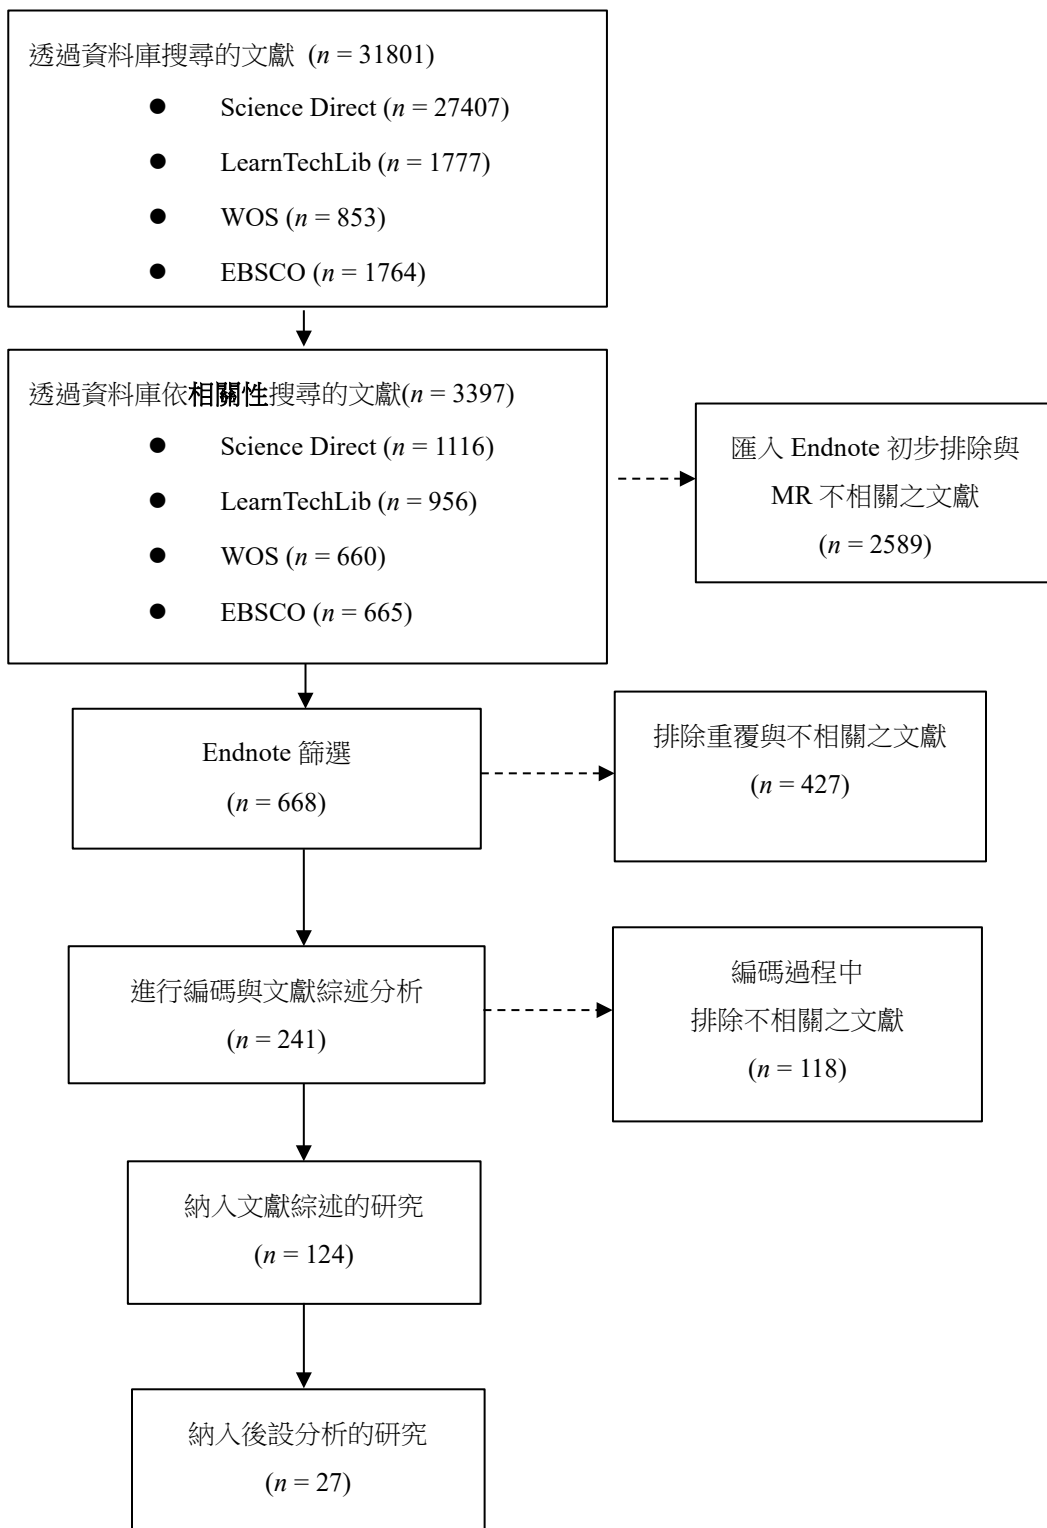 透過資料庫搜尋的文獻 (n = 31801)
● Science Direct (n = 27407)
● LearnTechLib (n = 1777)
● WOS (n = 853)
● EBSCO (n = 1764)
透過資料庫依相關性搜尋的文獻(n = 3397)
● Science Direct (n = 1116)
● LearnTechLib (n = 956)
● WOS (n = 660)
● EBSCO (n = 665)
匯入 Endnote 初步排除與
MR 不相關之文獻
(n = 2589)
Endnote 篩選
(n = 668)
排除重覆與不相關之文獻
(n = 427)
進行編碼與文獻綜述分析
(n = 241)
編碼過程中
排除不相關之文獻
(n = 118)
納入文獻綜述的研究
(n = 124)
納入後設分析的研究
(n = 27)